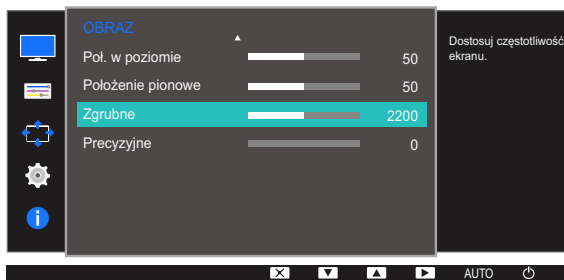 OBRAZ
Poł. w poziomie 50
Położenie pionowe 50
Zgrubne 2200
Precyzyjne 0
Dostosuj częstotliwość
ekranu.
AUTO